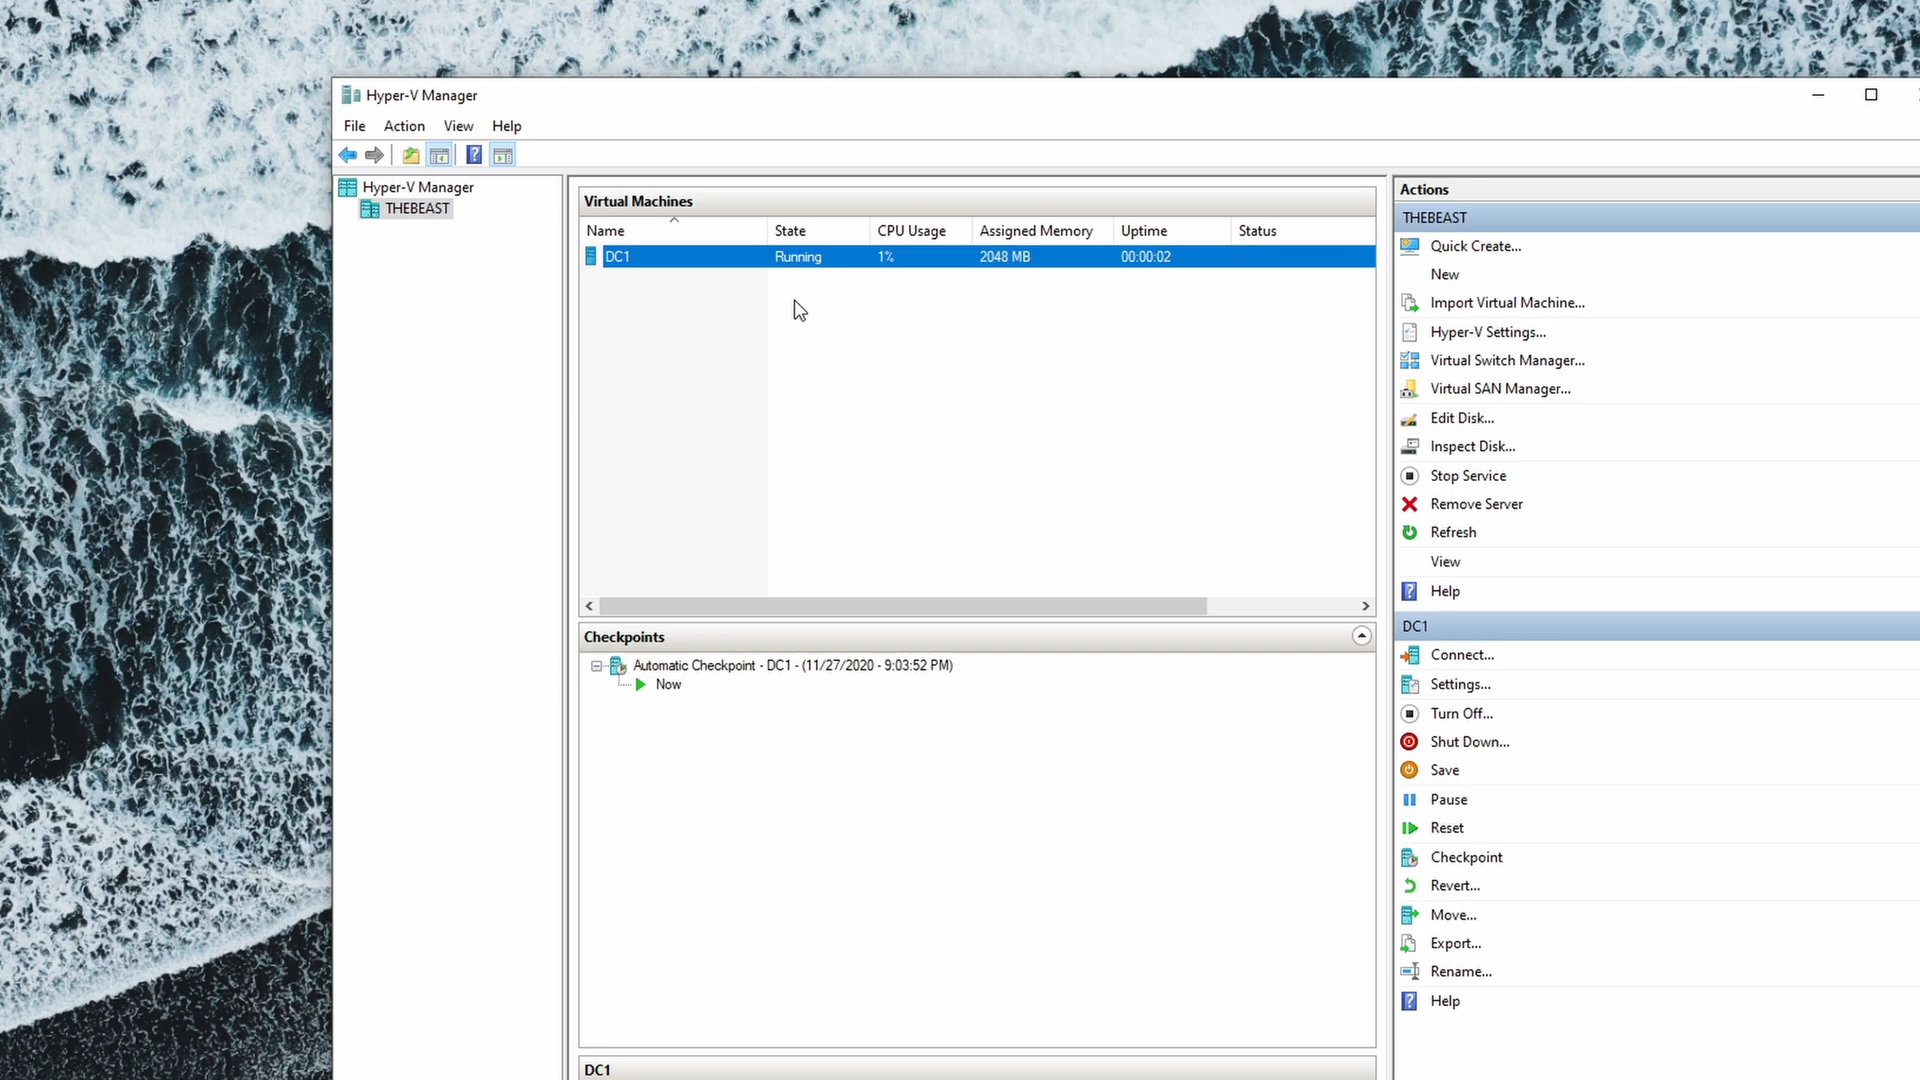 Hyper-V Manager
File Action View Help
Hyper-V Manager
THEBEAST
Virtual Machines
Name State CPU Usage Assigned Memory Uptime Status
DC1 Running 1% 2048 MB 00:00:02
Checkpoints
Automatic Checkpoint - DC1 - (11/27/2020 - 9:03:52 PM)
Now
DC1
Actions
THEBEAST
Quick Create...
New
Import Virtual Machine...
Hyper-V Settings...
Virtual Switch Manager...
Virtual SAN Manager...
Edit Disk...
Inspect Disk...
Stop Service
Remove Server
Refresh
View
Help
DC1
Connect...
Settings...
Turn Off...
Shut Down...
Save
Pause
Reset
Checkpoint
Revert...
Move...
Export...
Rename...
Help